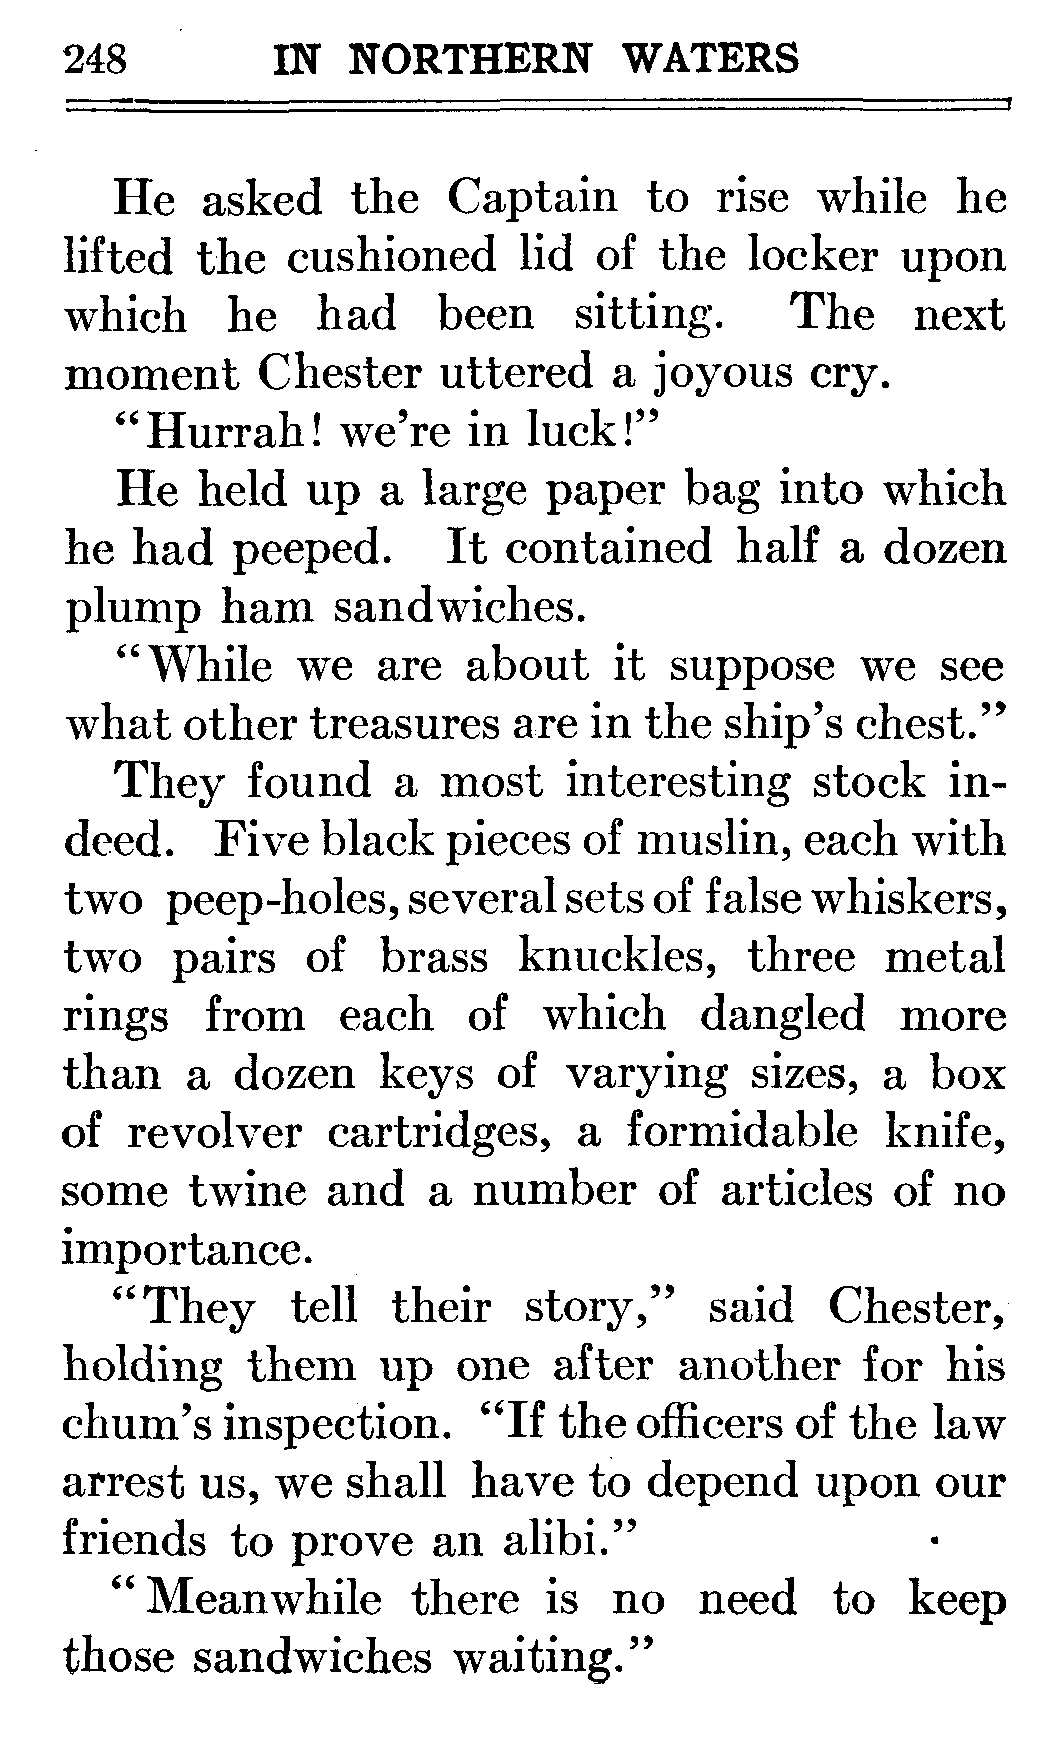 248 IN NORTHERN WATERS
He asked the Captain to rise while he
lifted the cushioned lid of the locker upon
which he had been sitting. The next
moment Chester uttered a joyous cry.
“Hurrah! we’re in luck!”
He held up a large paper bag into which
he had peeped. It contained half a dozen
plump ham sandwiches.
“While we are about it suppose we see
what other treasures are in the ship’s chest.”
They found a most interesting stock in-
deed. Five black pieces of muslin, each with
two peep-holes, several sets of false whiskers,
two pairs of brass knuckles, three metal
rings from each of which dangled more
than a dozen keys of varying sizes, a box
of revolver cartridges, a formidable knife,
some twine and a number of articles of no
importance.
“They tell their story,” said Chester,
holding them up one after another for his
chum’s inspection. “If the officers of the law
arrest us, we shall have to depend upon our
friends to prove an alibi.”
“Meanwhile there is no need to keep
those sandwiches waiting.”